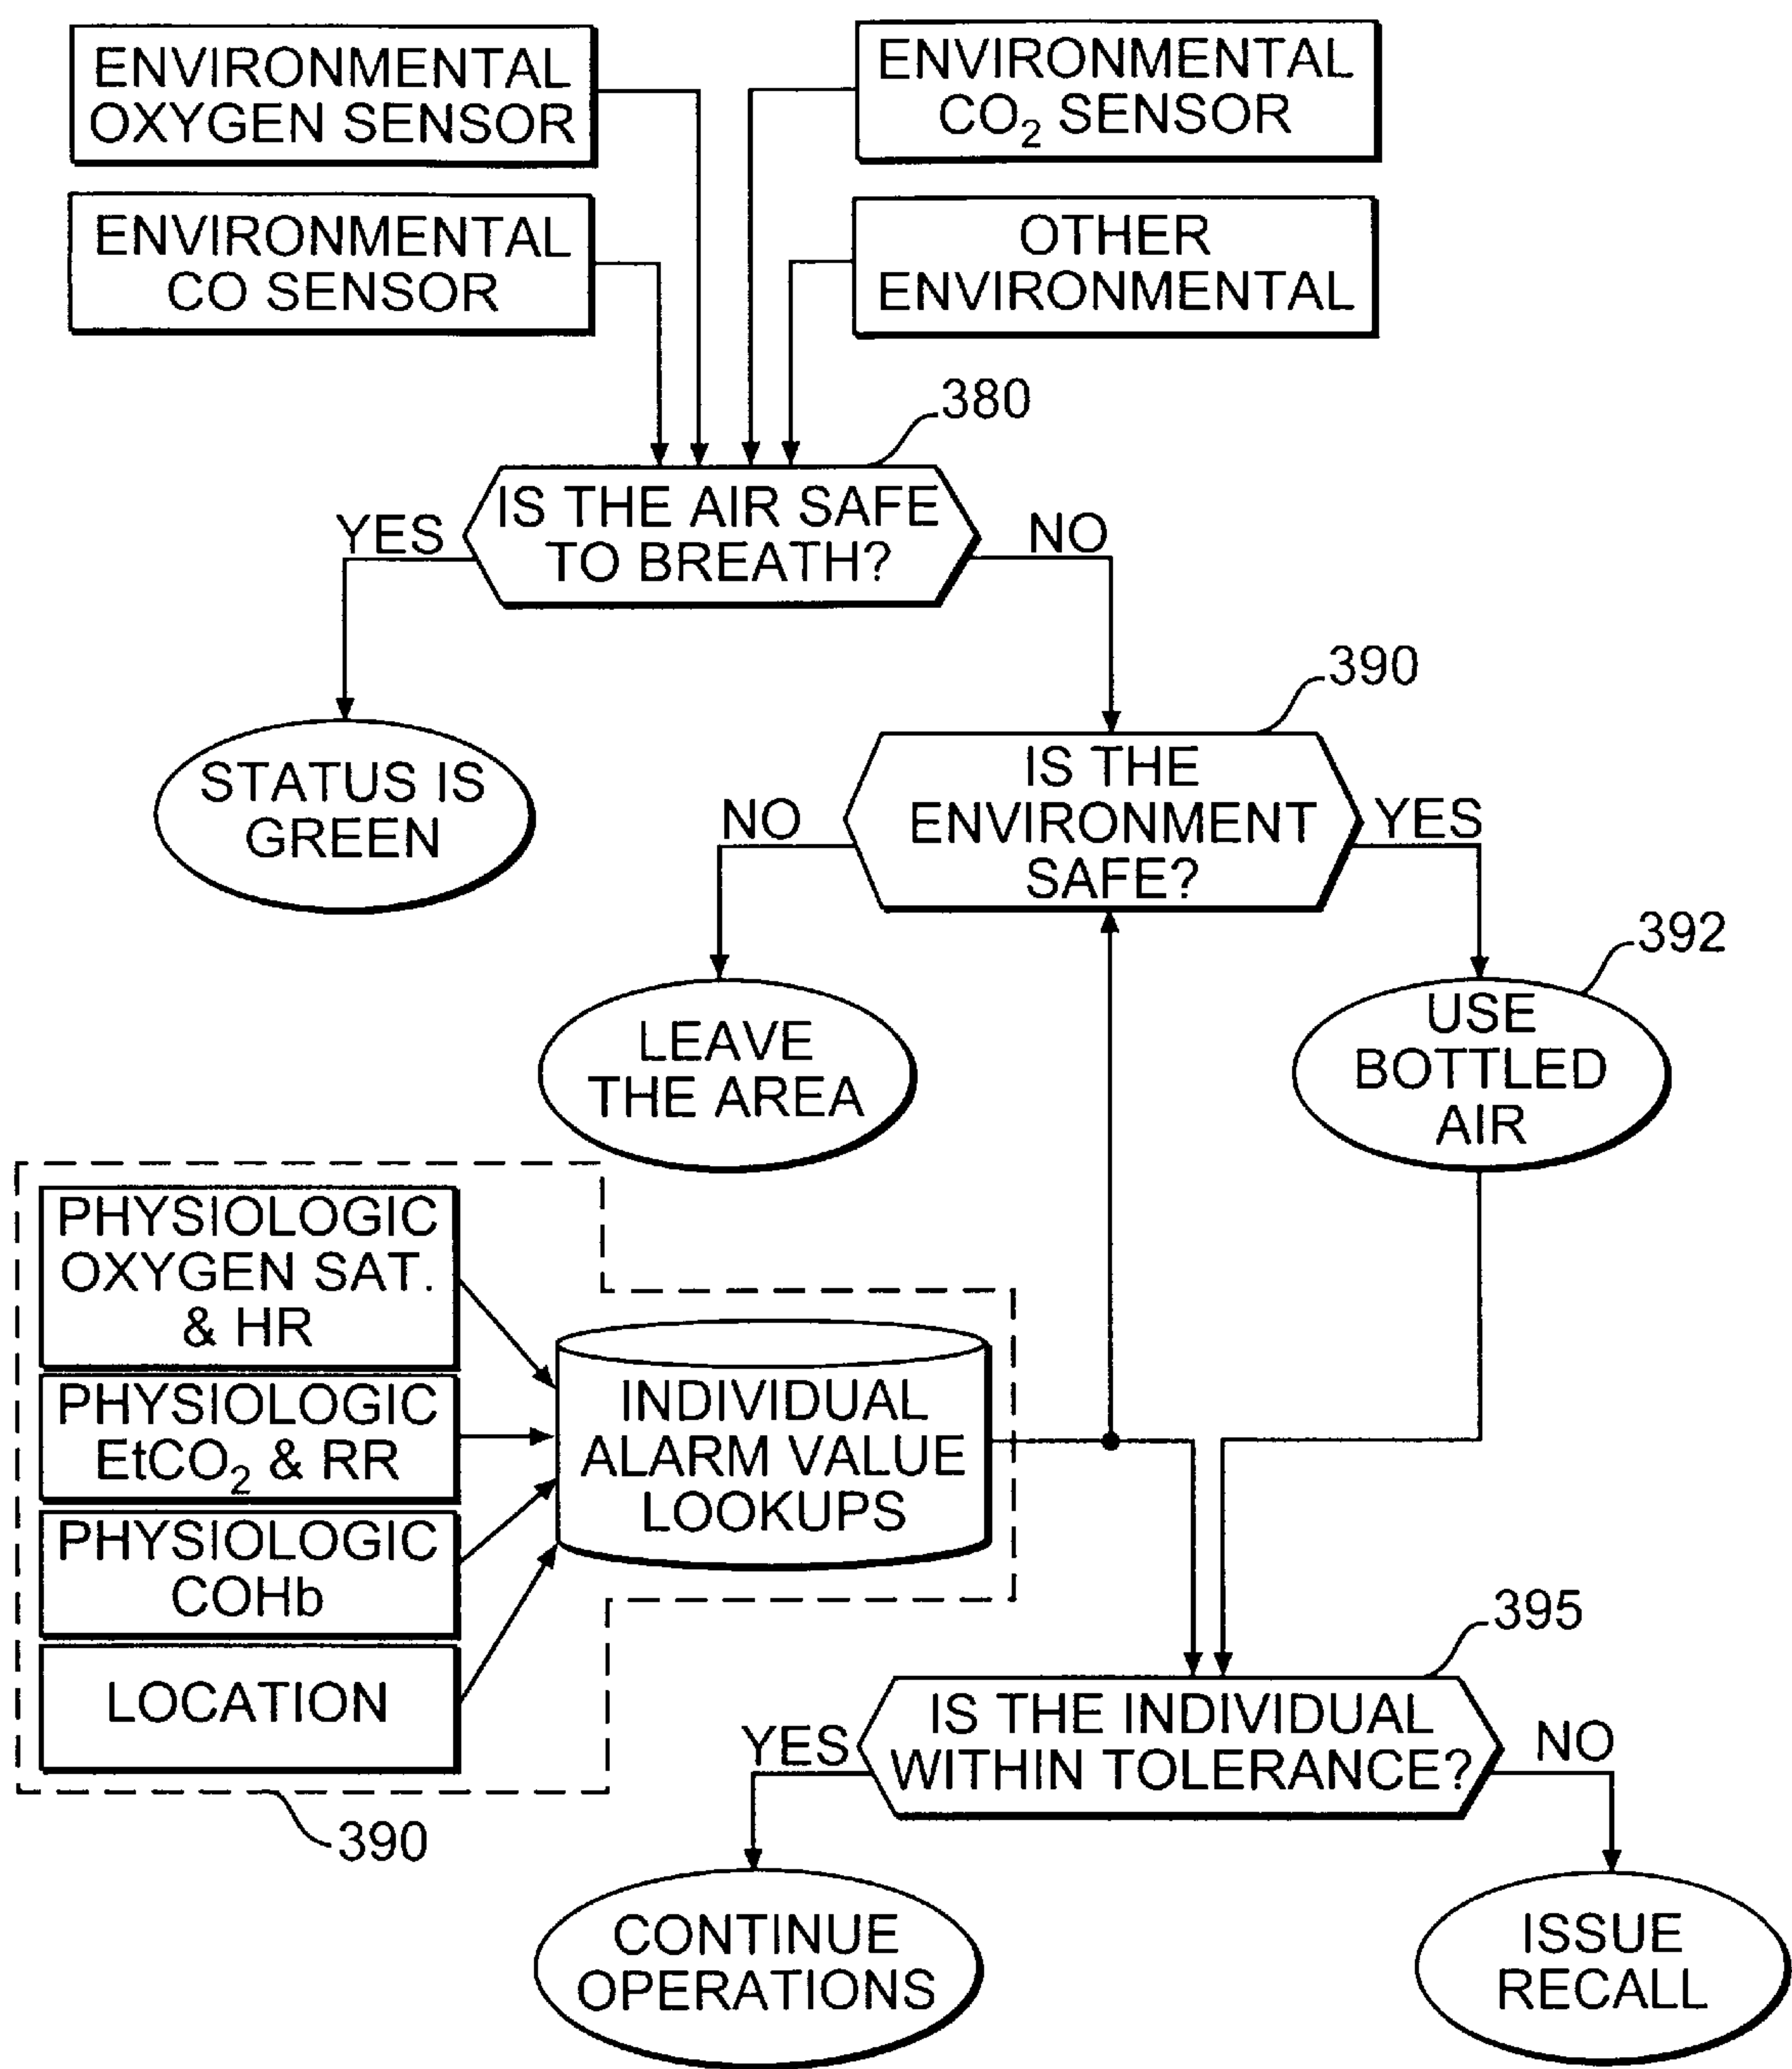 ENVIRONMENTAL
OXYGEN SENSOR
ENVIRONMENTAL
CO₂ SENSOR
ENVIRONMENTAL
CO SENSOR
OTHER
ENVIRONMENTAL
380
IS THE AIR SAFE
TO BREATH?
YES
NO
390
STATUS IS
GREEN
IS THE
ENVIRONMENT
SAFE?
NO
YES
392
LEAVE
THE AREA
USE
BOTTLED
AIR
PHYSIOLOGIC
OXYGEN SAT.
& HR
PHYSIOLOGIC
EtCO₂ & RR
PHYSIOLOGIC
COHb
LOCATION
INDIVIDUAL
ALARM VALUE
LOOKUPS
390
395
IS THE INDIVIDUAL
WITHIN TOLERANCE?
YES
NO
CONTINUE
OPERATIONS
ISSUE
RECALL